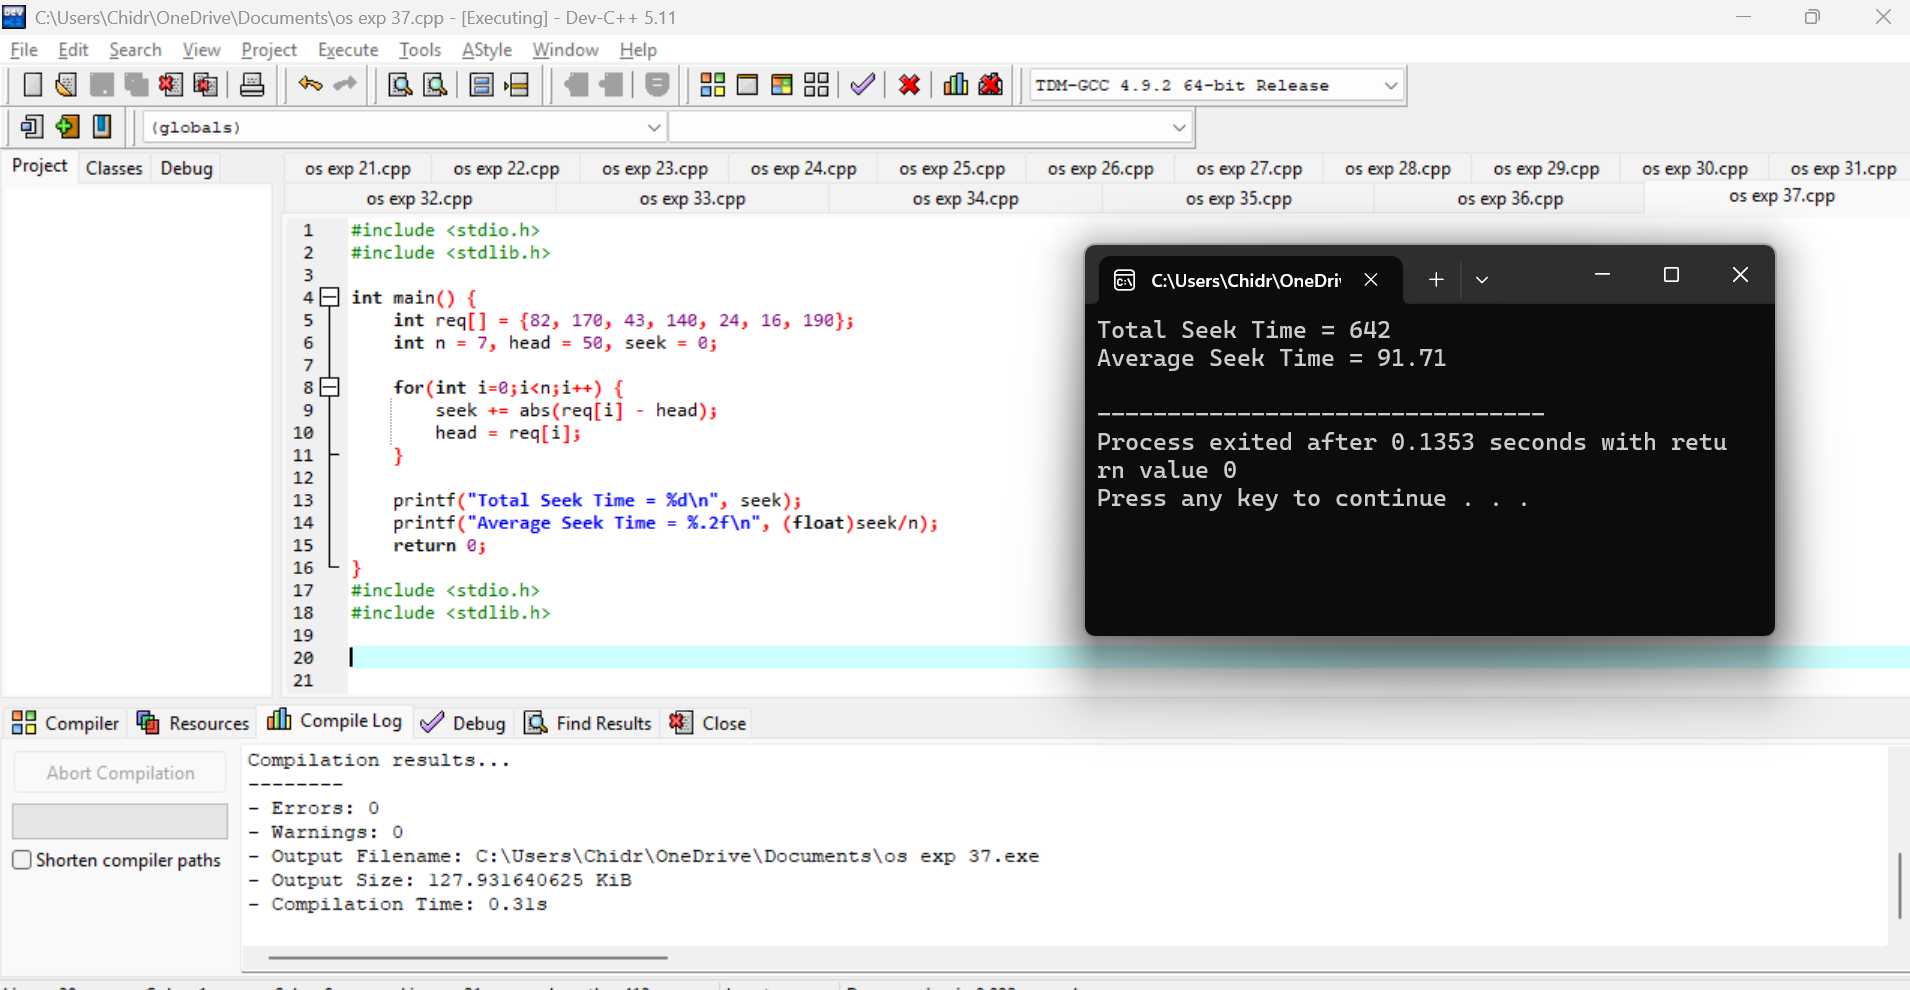 C:\Users\Chidr\OneDrive\Documents\os exp 37.cpp - [Executing] - Dev-C++ 5.11
File Edit Search View Project Execute Tools AStyle Window Help
TDM-GCC 4.9.2 64-bit Release
(globals)
Project Classes Debug
os exp 21.cpp os exp 22.cpp os exp 23.cpp os exp 24.cpp os exp 25.cpp os exp 26.cpp os exp 27.cpp os exp 28.cpp os exp 29.cpp os exp 30.cpp os exp 31.cpp
os exp 32.cpp os exp 33.cpp os exp 34.cpp os exp 35.cpp os exp 36.cpp os exp 37.cpp
1 #include <stdio.h>
2 #include <stdlib.h>
3
4 int main() {
5 int req[] = {82, 170, 43, 140, 24, 16, 190};
6 int n = 7, head = 50, seek = 0;
7
8 for(int i=0;i<n;i++) {
9 seek += abs(req[i] - head);
10 head = req[i];
11 }
12
13 printf("Total Seek Time = %d\n", seek);
14 printf("Average Seek Time = %.2f\n", (float)seek/n);
15 return 0;
16 }
17 #include <stdio.h>
18 #include <stdlib.h>
19
20
21
C:\Users\Chidr\OneDri
Total Seek Time = 642
Average Seek Time = 91.71
--------------------------------
Process exited after 0.1353 seconds with retu
rn value 0
Press any key to continue . . .
Compiler Resources Compile Log Debug Find Results Close
Abort Compilation
Shorten compiler paths
Compilation results...
--------
- Errors: 0
- Warnings: 0
- Output Filename: C:\Users\Chidr\OneDrive\Documents\os exp 37.exe
- Output Size: 127.931640625 KiB
- Compilation Time: 0.31s